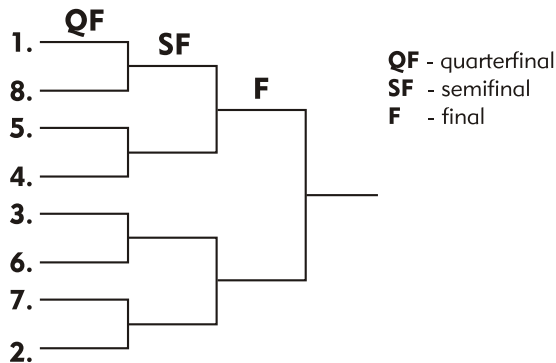 QF
1.
SF
8.
F
5.
4.
3.
6.
7.
2.
QF - quarterfinal
SF - semifinal
F - final